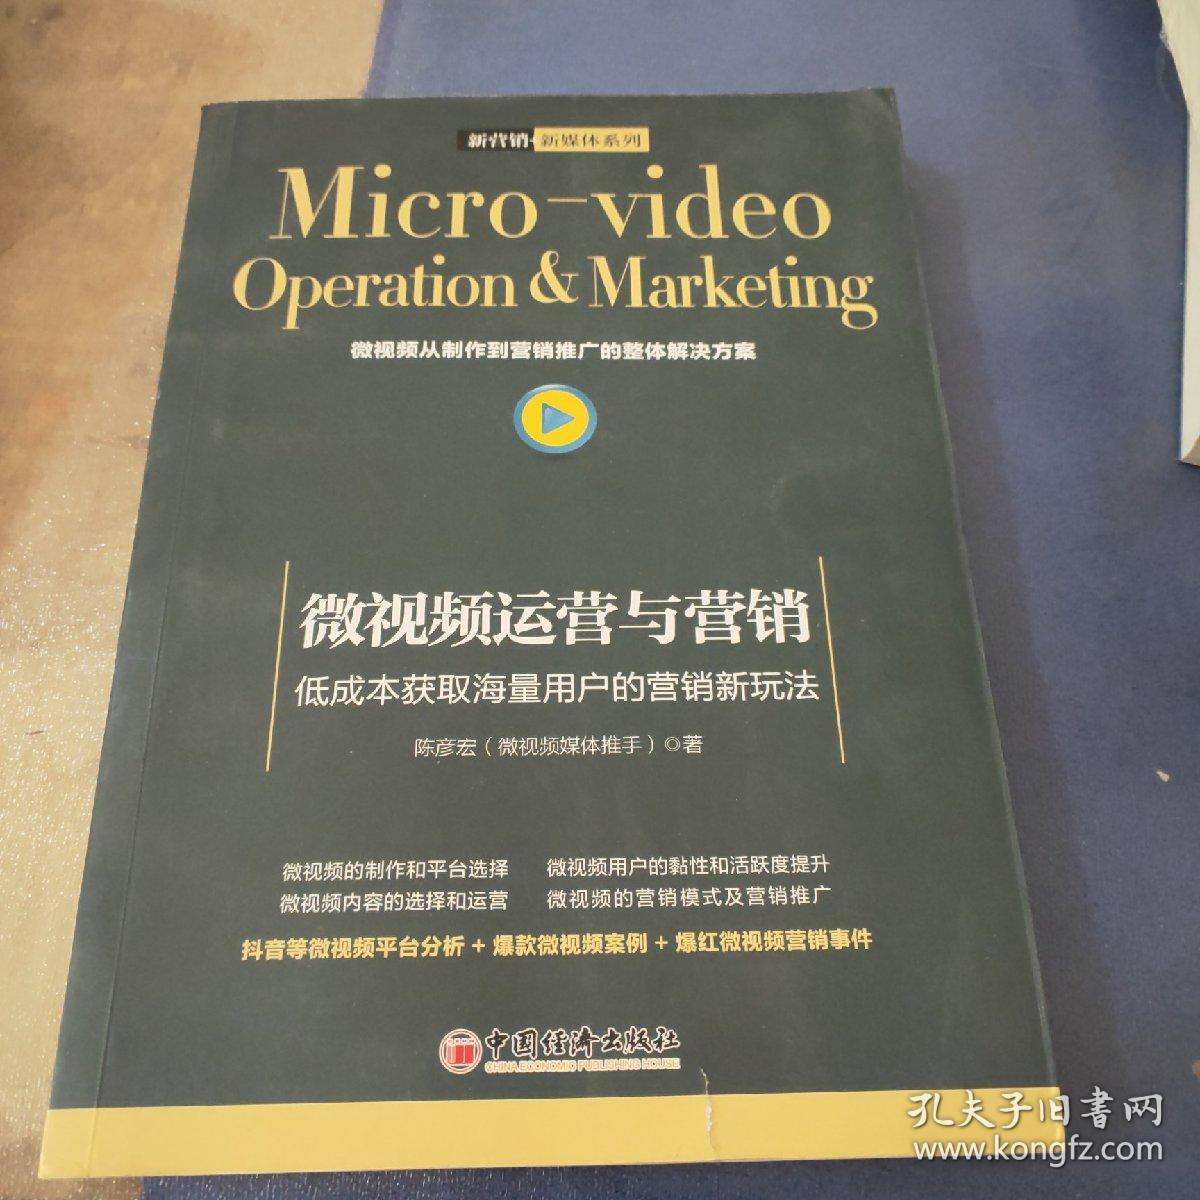 新营销·新媒体系列
Micro-video
Operation & Marketing
微视频从制作到营销推广的整体解决方案
微视频运营与营销
低成本获取海量用户的营销新玩法
陈彦宏（微视频媒体推手）◎著
微视频的制作和平台选择 微视频用户的黏性和活跃度提升
微视频内容的选择和运营 微视频的营销模式及营销推广
抖音等微视频平台分析 + 爆款微视频案例 + 爆红微视频营销事件
中国经济出版社
CHINA ECONOMIC PUBLISHING HOUSE
孔夫子旧书网
www.kongfz.com